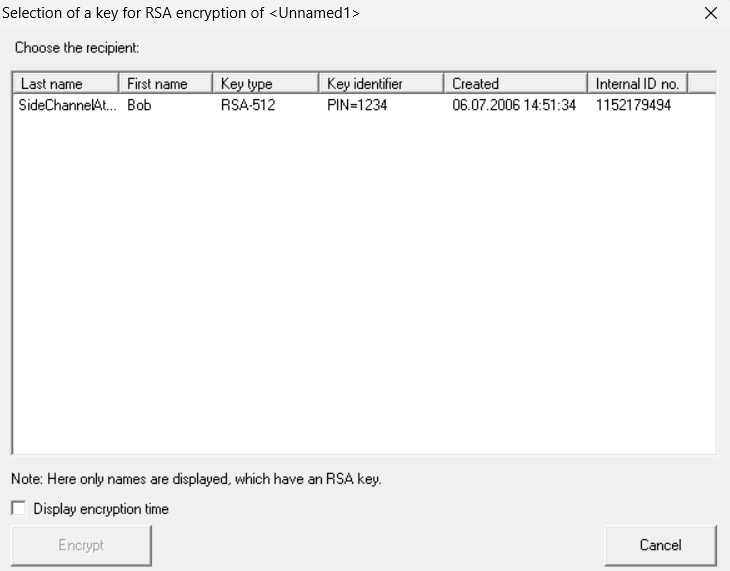 Selection of a key for RSA encryption of <Unnamed1>
Choose the recipient:
Last name First name Key type Key identifier Created Internal ID no.
SideChannelAt... Bob RSA-512 PIN=1234 06.07.2006 14:51:34 1152179494
Note: Here only names are displayed, which have an RSA key.
Display encryption time
Encrypt Cancel